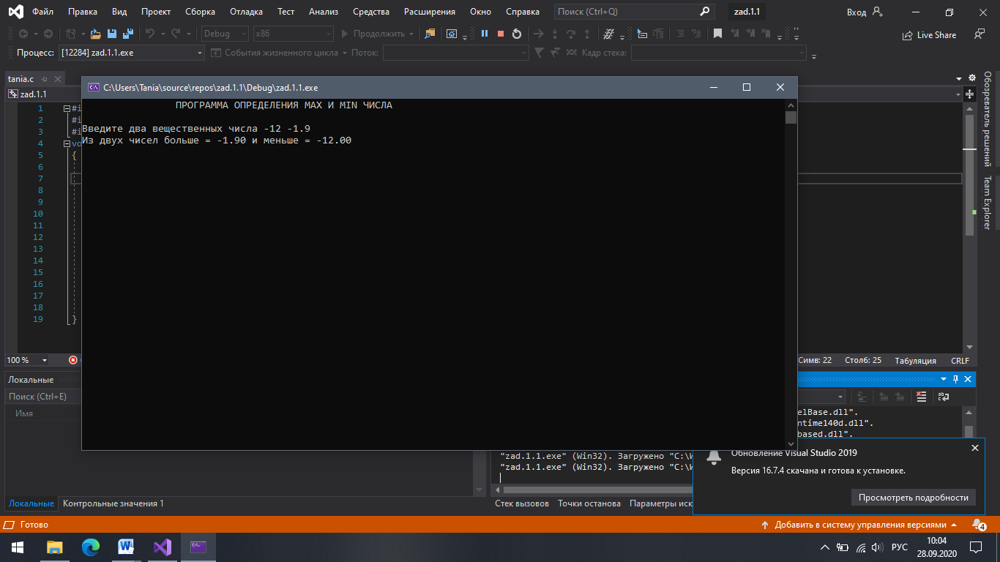 Файл Правка Вид Проект Сборка Отладка Тест Анализ Средства Расширения Окно Справка Поиск (Ctrl+Q) zad.1.1 Вход
Debug x86 Продолжить Live Share
Процесс: [12284] zad.1.1.exe События жизненного цикла Поток: Кадр стека:
tania.c
zad.1.1
C:\Users\Tania\source\repos\zad.1.1\Debug\zad.1.1.exe
ПРОГРАММА ОПРЕДЕЛЕНИЯ MAX И MIN ЧИСЛА
Введите два вещественных числа -12 -1.9
Из двух чисел больше = -1.90 и меньше = -12.00
1 #i
2 #i
3 #i
4 vo
5 {
6
7
8
9
10
11
12
13
14
15
16
17
18
19 }
Обозреватель решений
Team Explorer
100 % Симв: 22 Столб: 25 Табуляция CRLF
Локальные
Поиск (Ctrl+E)
Имя
elBase.dll".
ntime140d.dll".
based.dll".
"zad.1.1.exe" (Win32). Загружено "C:\W
"zad.1.1.exe" (Win32). Загружено "C:\W
Обновление Visual Studio 2019
Версия 16.7.4 скачана и готова к установке.
Просмотреть подробности
Локальные Контрольные значения 1
Стек вызовов Точки останова Параметры иск
Готово Добавить в систему управления версиями 4
РУС 10:04
28.09.2020